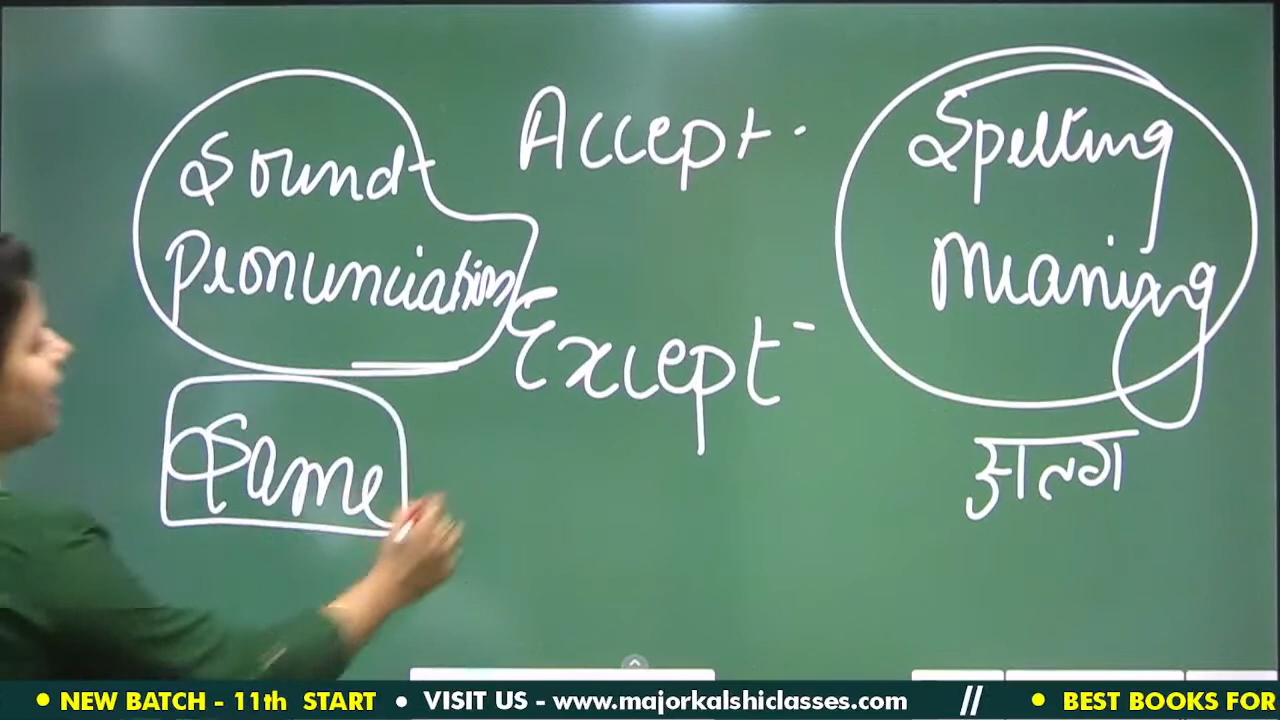 Sound
Pronunciation
Same
Accept
Except
Spelling
Meaning
अलग
• NEW BATCH - 11th START • VISIT US - www.majorkalshiclasses.com // • BEST BOOKS FOR